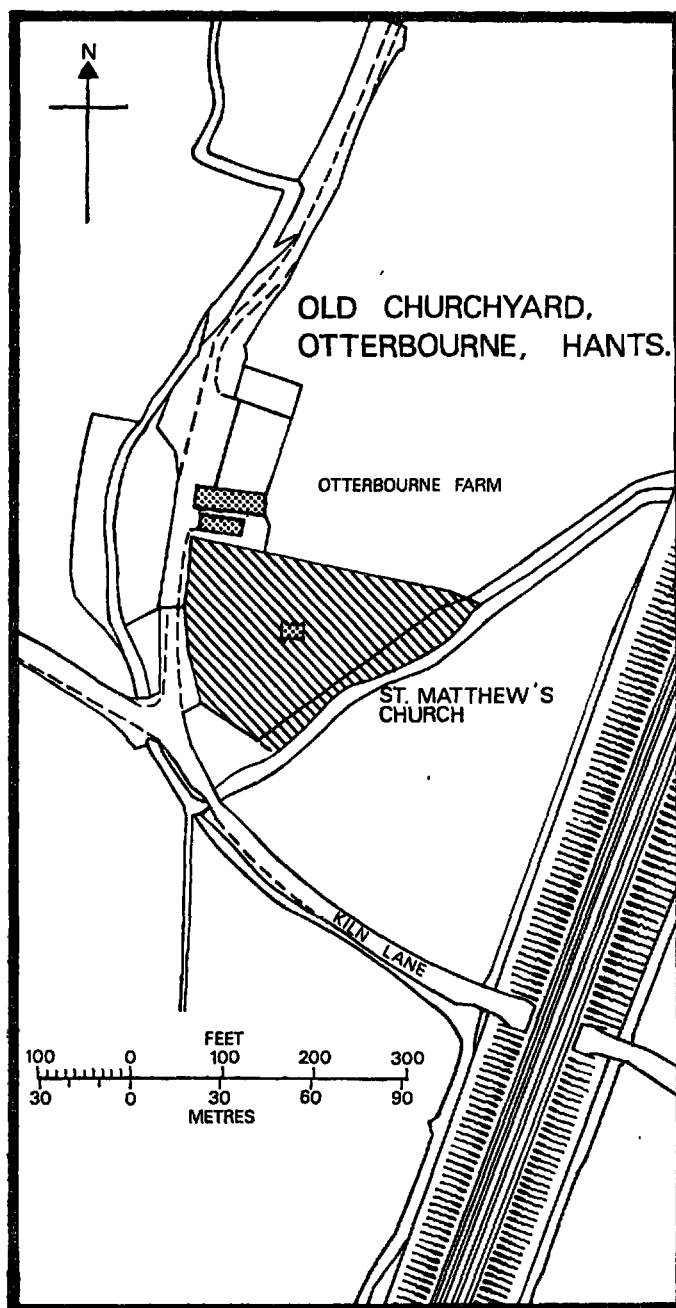 N
OLD CHURCHYARD,
OTTERBOURNE, HANTS.
OTTERBOURNE FARM
ST. MATTHEW'S
CHURCH
KILN LANE
FEET
100 0 100 200 300
30 0 30 60 90
METRES